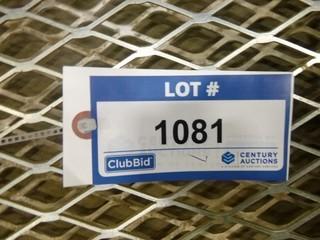 LOT #
1081
ClubBid
CENTURY AUCTIONS